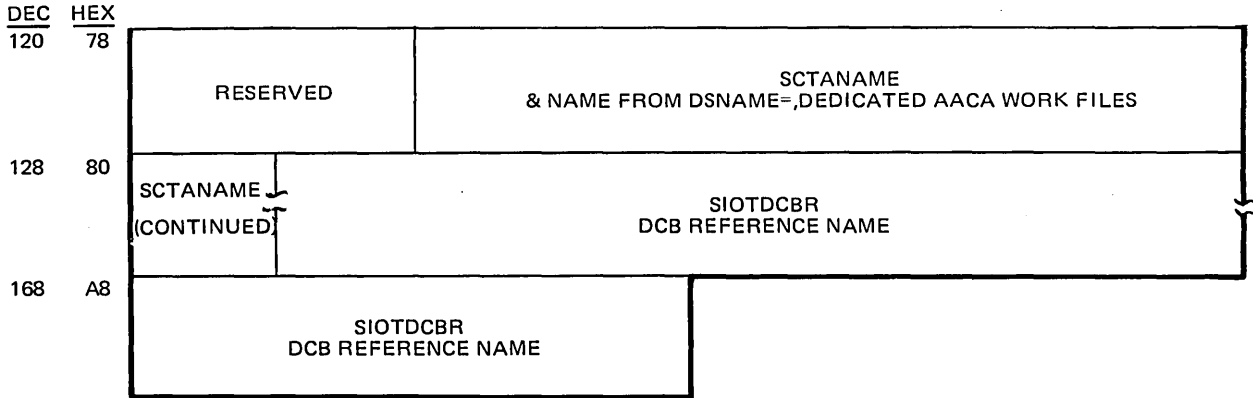 DEC HEX
120 78
RESERVED
SCTANAME
& NAME FROM DSNAME=,DEDICATED AACA WORK FILES
128 80
SCTANAME
(CONTINUED)
SIOTDCBR
DCB REFERENCE NAME
168 A8
SIOTDCBR
DCB REFERENCE NAME